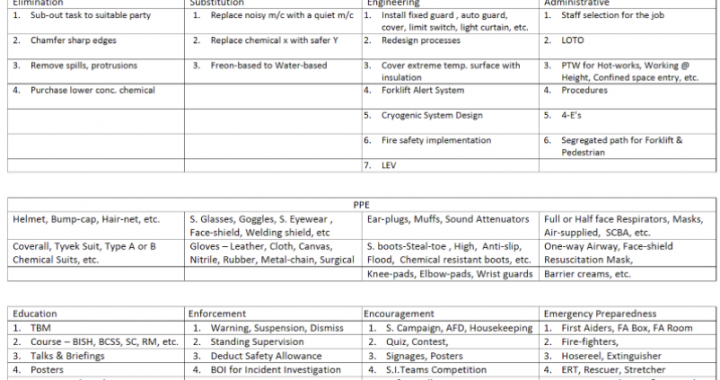 Elimination Substitution Engineering Administrative
1. Sub-out task to suitable party
1. Replace noisy m/c with a quiet m/c
1. Install fixed guard , auto guard,
cover, limit switch, light curtain, etc.
1. Staff selection for the job
2. Chamfer sharp edges
2. Replace chemical x with safer Y
2. Redesign processes
2. LOTO
3. Remove spills, protrusions
3. Freon-based to Water-based
3. Cover extreme temp. surface with
insulation
3. PTW for Hot-works, Working @
Height, Confined space entry, etc.
4. Purchase lower conc. chemical
4. Forklift Alert System
4. Procedures
5. Cryogenic System Design
5. 4-E's
6. Fire safety implementation
6. Segregated path for Forklift &
Pedestrian
7. LEV
PPE
Helmet, Bump-cap, Hair-net, etc.
S. Glasses, Goggles, S. Eyewear ,
Face-shield, Welding shield, etc
Ear-plugs, Muffs, Sound Attenuators
Full or Half face Respirators, Masks,
Air-supplied, SCBA, etc.
Coverall, Tyvek Suit, Type A or B
Chemical Suits, etc.
Gloves – Leather, Cloth, Canvas,
Nitrile, Rubber, Metal-chain, Surgical
S. boots-Steal-toe , High, Anti-slip,
Flood, Chemical resistant boots, etc.
One-way Airway, Face-shield
Resuscitation Mask,
Knee-pads, Elbow-pads, Wrist guards
Barrier creams, etc.
Education Enforcement Encouragement Emergency Preparedness
1. TBM
1. Warning, Suspension, Dismiss
1. S. Campaign, AFD, Housekeeping
1. First Aiders, FA Box, FA Room
2. Course – BISH, BCSS, SC, RM, etc.
2. Standing Supervision
2. Quiz, Contest,
2. Fire-fighters,
3. Talks & Briefings
3. Deduct Safety Allowance
3. Signages, Posters
3. Hosereel, Extinguisher
4. Posters
4. BOI for Incident Investigation
4. S.I.Teams Competition
4. ERT, Rescuer, Stretcher